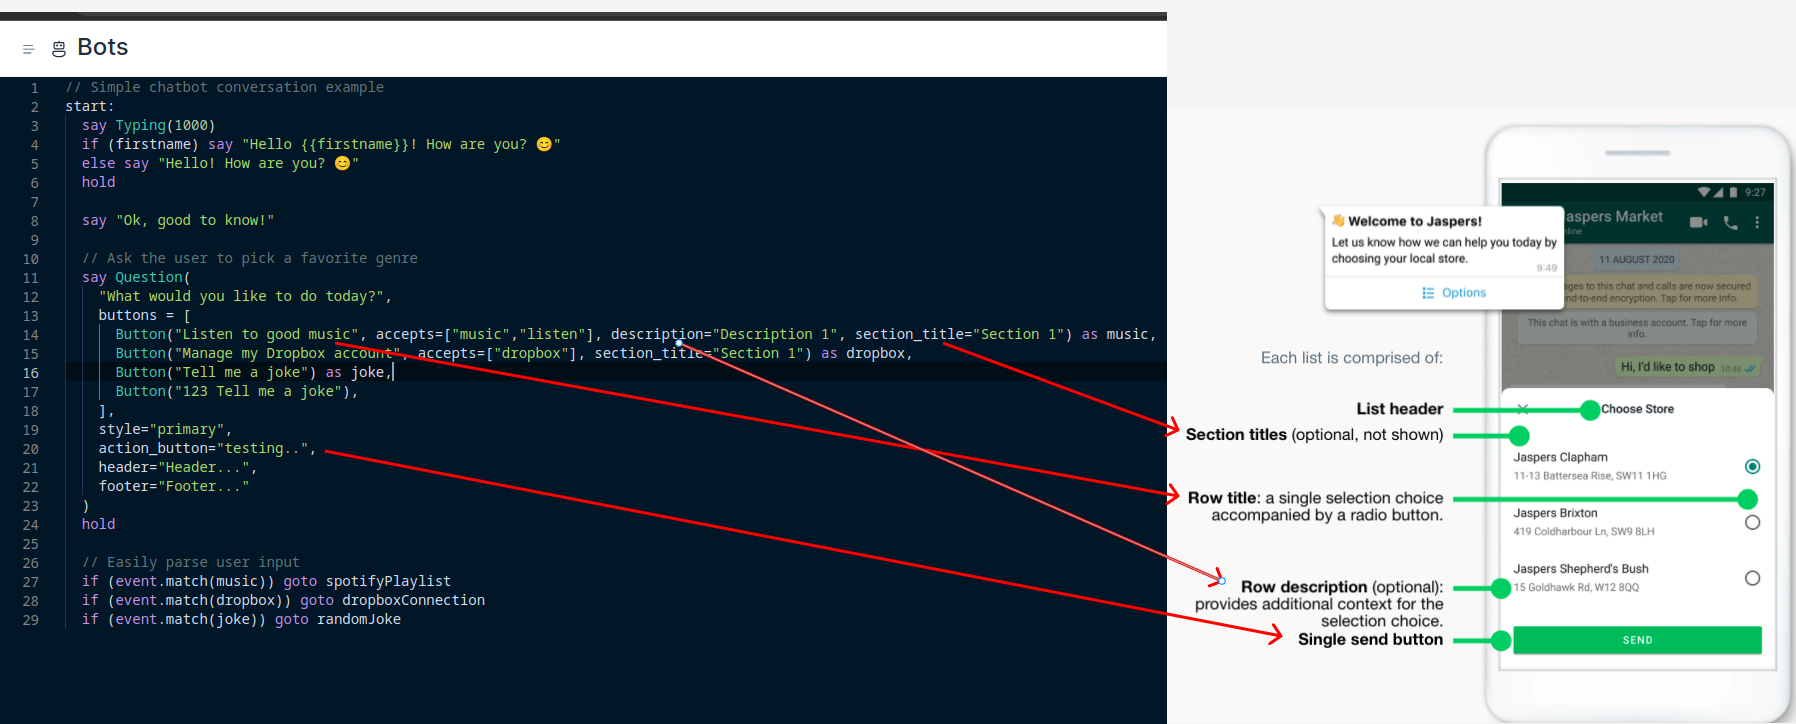 Bots
1 // Simple chatbot conversation example
2 start:
3 say Typing(1000)
4 if (firstname) say "Hello {{firstname}}! How are you? 😊"
5 else say "Hello! How are you? 😊"
6 hold
7
8 say "Ok, good to know!"
9
10 // Ask the user to pick a favorite genre
11 say Question(
12 "What would you like to do today?",
13 buttons = [
14 Button("Listen to good music", accepts=["music","listen"], description="Description 1", section_title="Section 1") as music,
15 Button("Manage my Dropbox account", accepts=["dropbox"], section_title="Section 1") as dropbox,
16 Button("Tell me a joke") as joke,
17 Button("123 Tell me a joke"),
18 ],
19 style="primary",
20 action_button="testing..",
21 header="Header...",
22 footer="Footer..."
23 )
24 hold
25
26 // Easily parse user input
27 if (event.match(music)) goto spotifyPlaylist
28 if (event.match(dropbox)) goto dropboxConnection
29 if (event.match(joke)) goto randomJoke
9:27
aspers Market
nline
👋 Welcome to Jaspers!
Let us know how we can help you today by
choosing your local store.
9:49
Options
11 AUGUST 2020
ages to this chat and calls are now secured
nd-to-end encryption. Tap for more info.
This chat is with a business account. Tap for more
info.
Hi, I'd like to shop 10:48
Each list is comprised of:
List header
Section titles (optional, not shown)
Row title: a single selection choice
accompanied by a radio button.
Row description (optional):
provides additional context for the
selection choice.
Single send button
Choose Store
Jaspers Clapham
11-13 Battersea Rise, SW11 1HG
Jaspers Brixton
419 Coldharbour Ln, SW9 8LH
Jaspers Shepherd's Bush
15 Goldhawk Rd, W12 8QQ
SEND